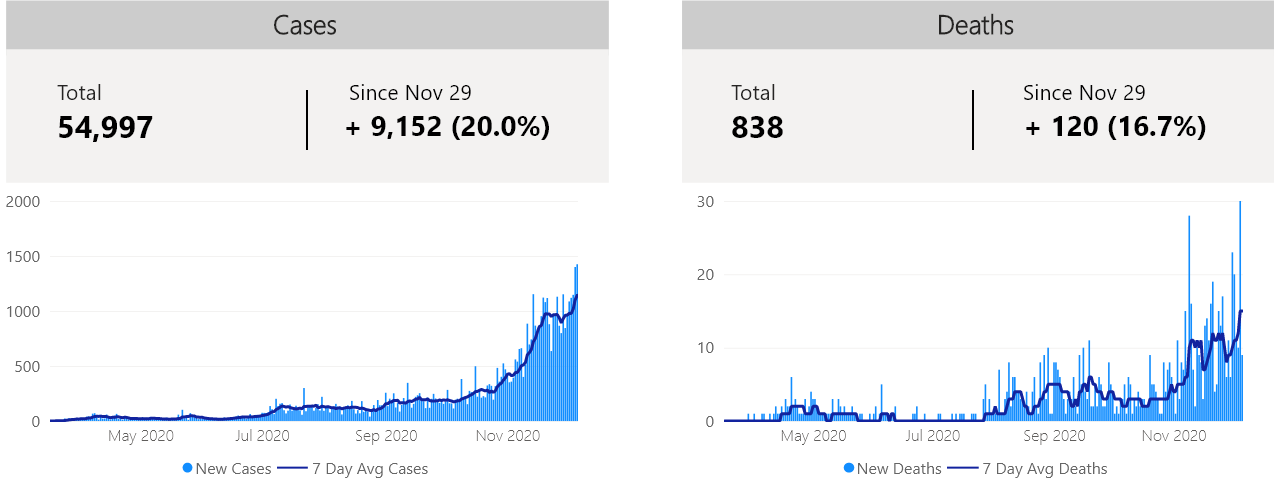 Cases
Total
54,997
Since Nov 29
+ 9,152 (20.0%)
2000
1500
1000
500
0
May 2020
Jul 2020
Sep 2020
Nov 2020
New Cases
7 Day Avg Cases
Deaths
Total
838
Since Nov 29
+ 120 (16.7%)
30
20
10
0
May 2020
Jul 2020
Sep 2020
Nov 2020
New Deaths
7 Day Avg Deaths